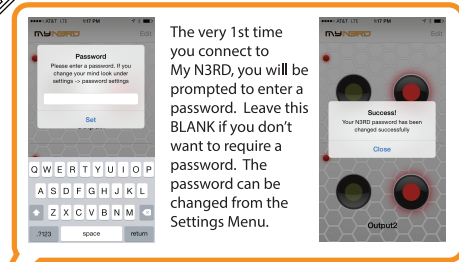 AT&T LTE 1:17 PM
MYN3RD Edit
Password
Please enter a password. If you
change your mind look under
settings -> password settings
Set
Q W E R T Y U I O P
A S D F G H J K L
Z X C V B N M
.?123 space return
The very 1st time
you connect to
My N3RD, you will be
prompted to enter a
password. Leave this
BLANK if you don't
want to require a
password. The
password can be
changed from the
Settings Menu.
AT&T LTE 1:17 PM
MYN3RD Edit
Success!
Your N3RD password has been
changed successfully
Close
Output2